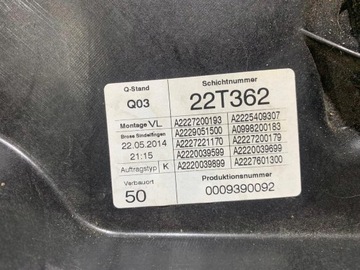 Q-Stand
Schichtnummer
Q03
22T362
Montage VL
A2227200193 A2225409307
Brose Sindelfingen
A2229051500 A0998200183
22.05.2014
A2227221170 A2227200179
21:15
A2220039599 A2220039699
Auftragstyp K
A2220039899 A2227601300
Verbauort
Produktionsnummer
50
0009390092